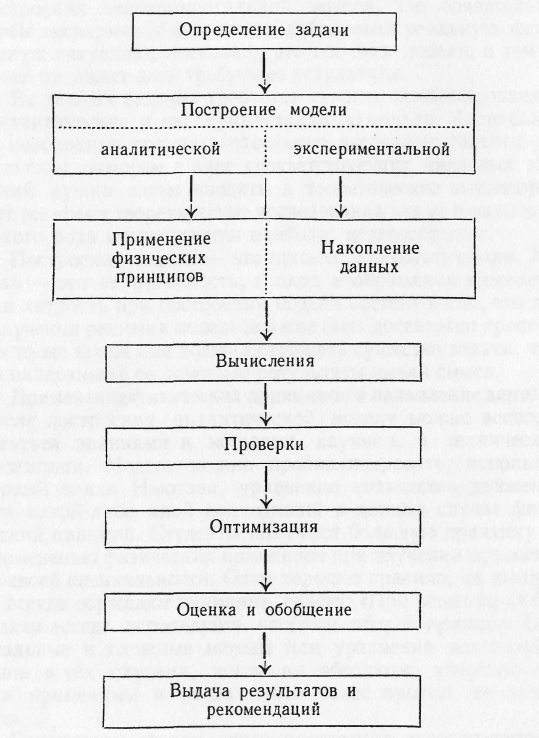 Определение задачи
Построение модели
аналитической
экспериментальной
Применение
физических
принципов
Накопление
данных
Вычисления
Проверки
Оптимизация
Оценка и обобщение
Выдача результатов и
рекомендаций